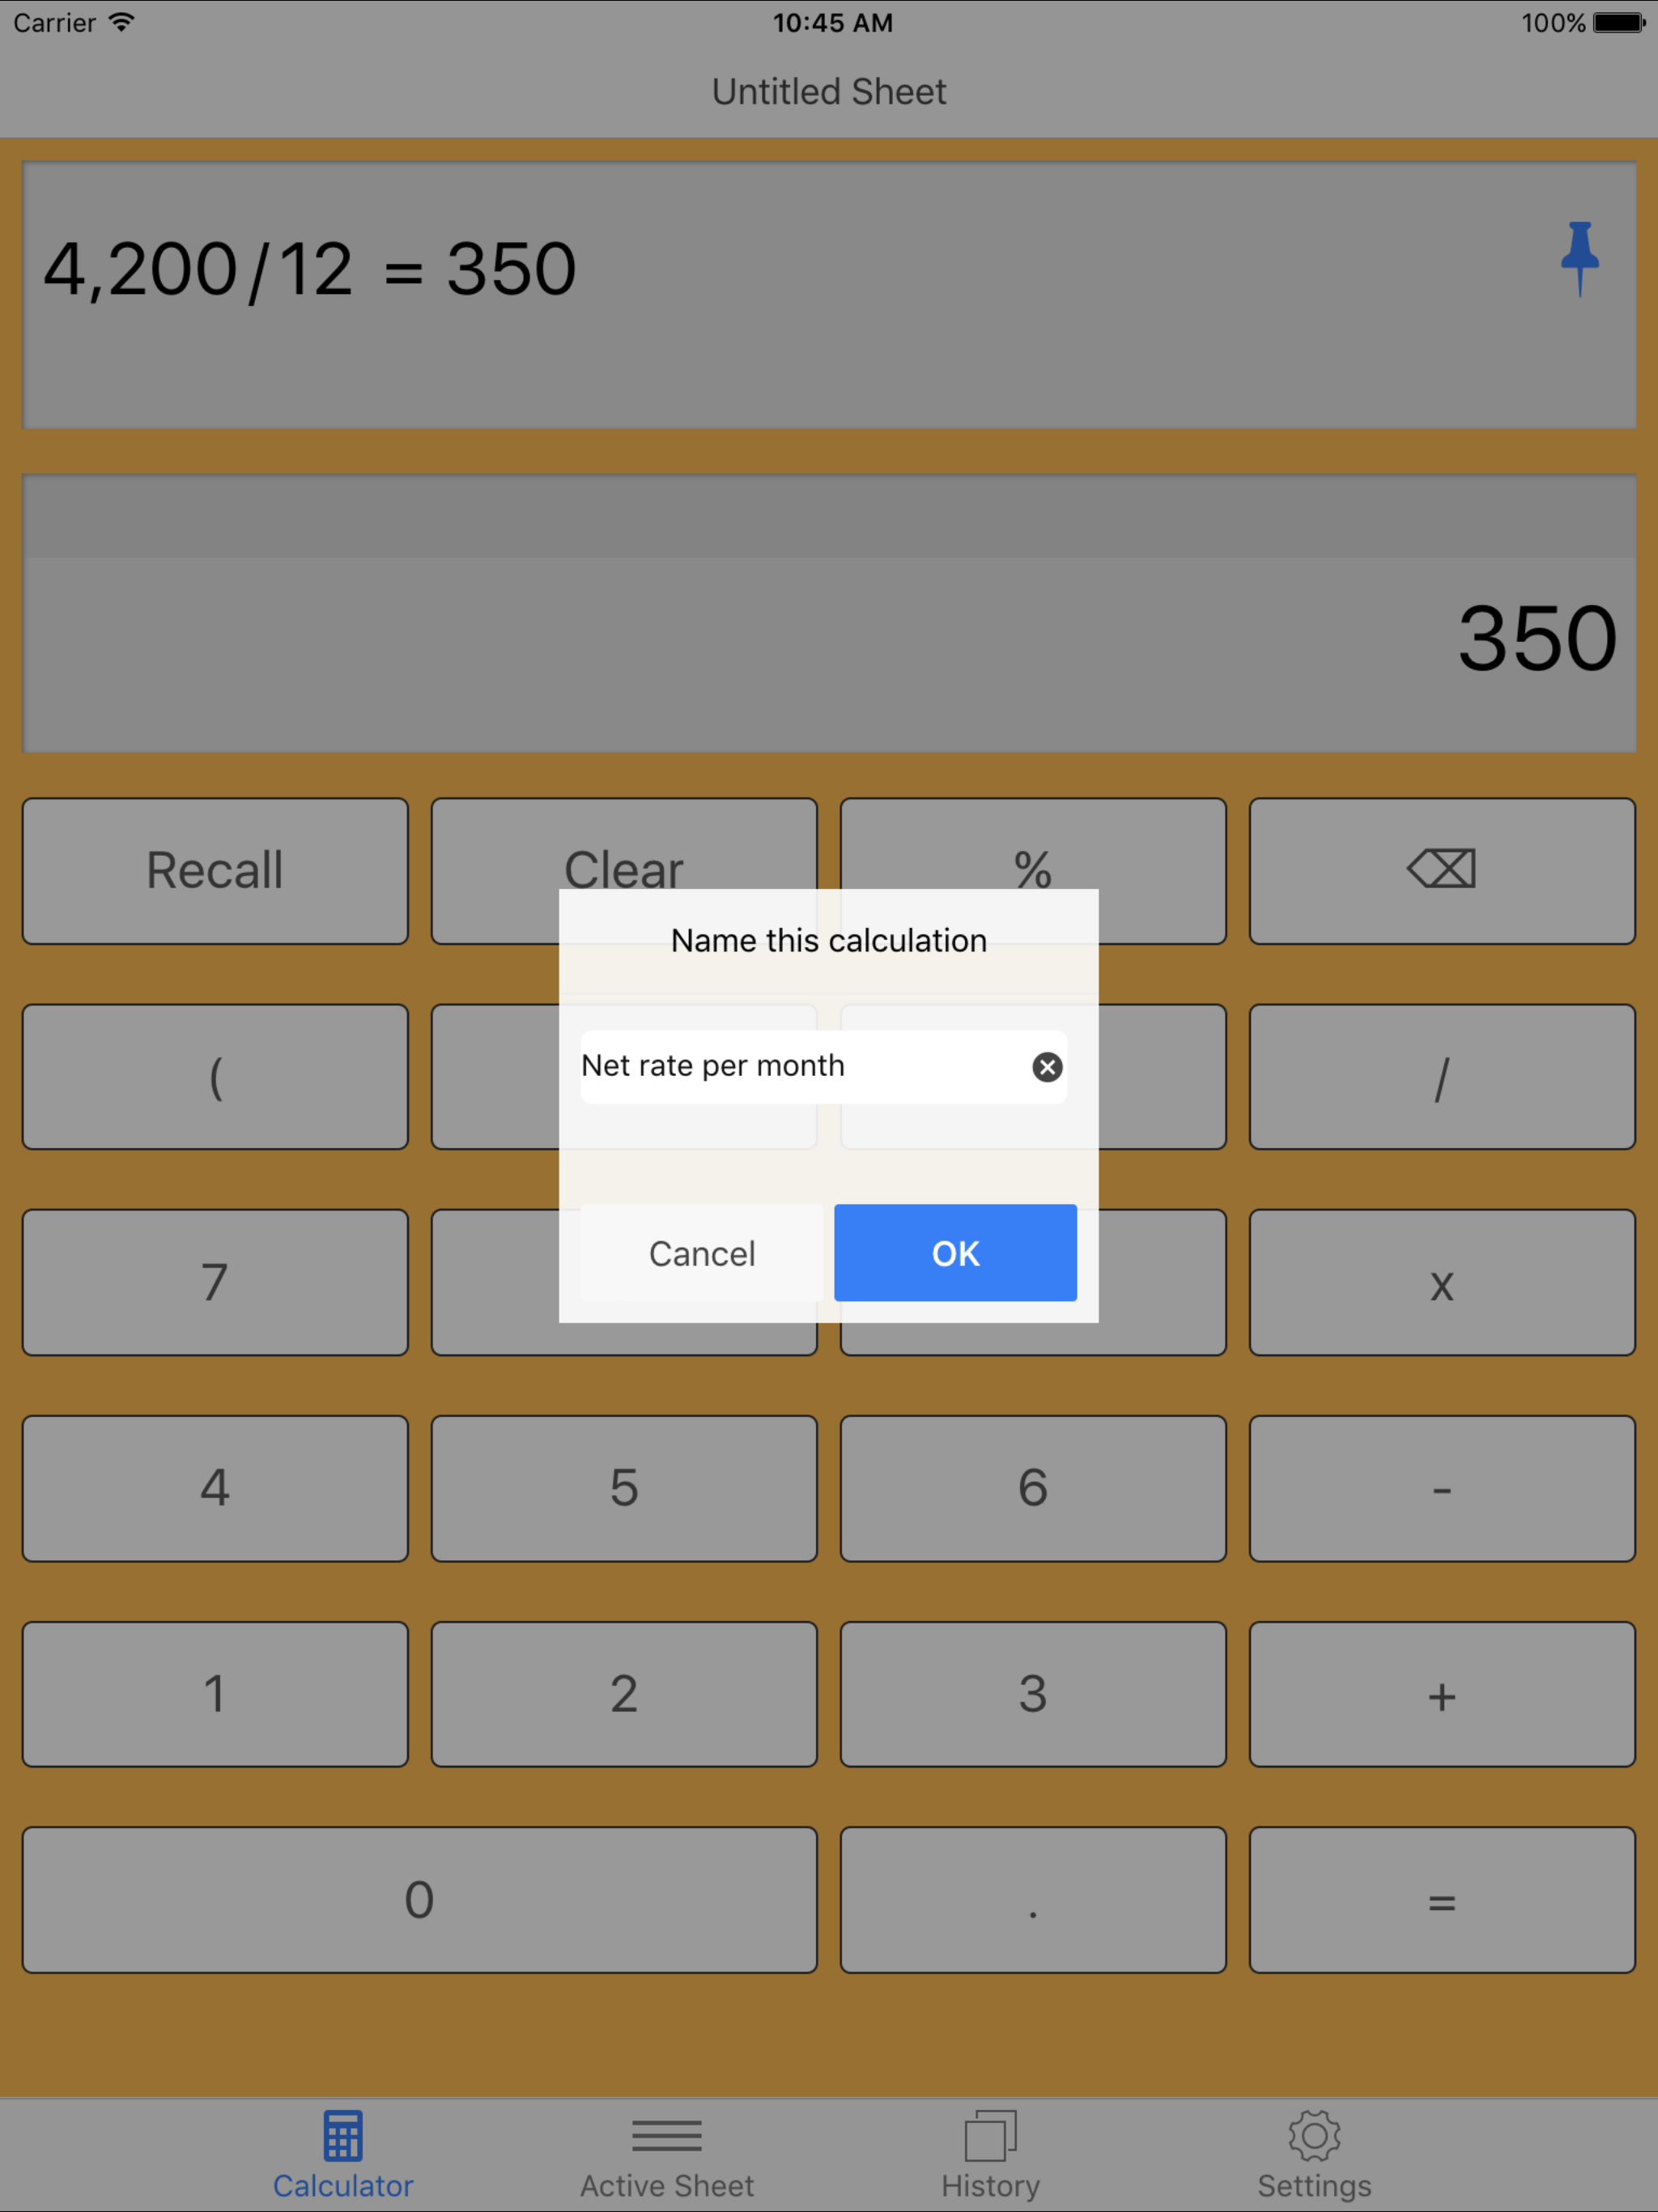 Carrier 10:45 AM 100%
Untitled Sheet
4,200/12 = 350
350
Recall Clear %
Name this calculation
( /
Net rate per month
Cancel OK
7 x
4 5 6 -
1 2 3 +
0 . =
Calculator Active Sheet History Settings